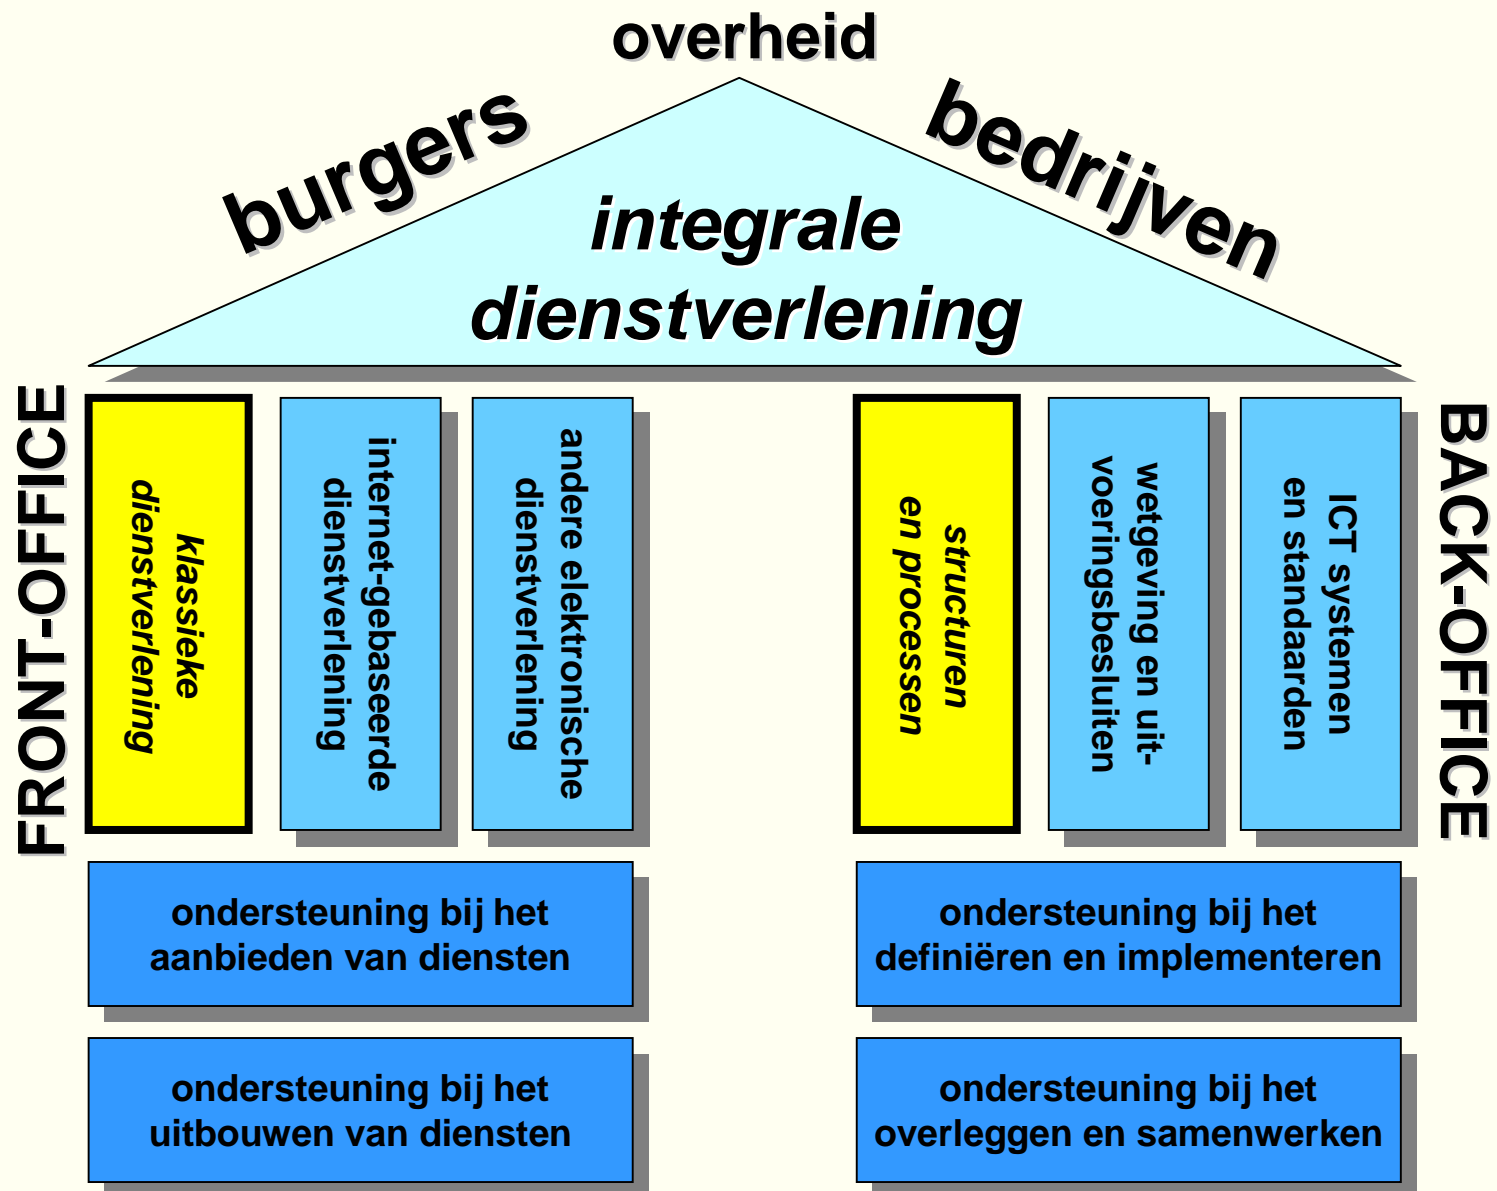 overheid
burgers
bedrijven
integrale
dienstverlening
FRONT-OFFICE
klassieke
dienstverlening
internet-gebaseerde
dienstverlening
andere elektronische
dienstverlening
structuren
en processen
wetgeving en uit-
voeringsbesluiten
ICT systemen
en standaarden
BACK-OFFICE
ondersteuning bij het
aanbieden van diensten
ondersteuning bij het
definiëren en implementeren
ondersteuning bij het
uitbouwen van diensten
ondersteuning bij het
overleggen en samenwerken